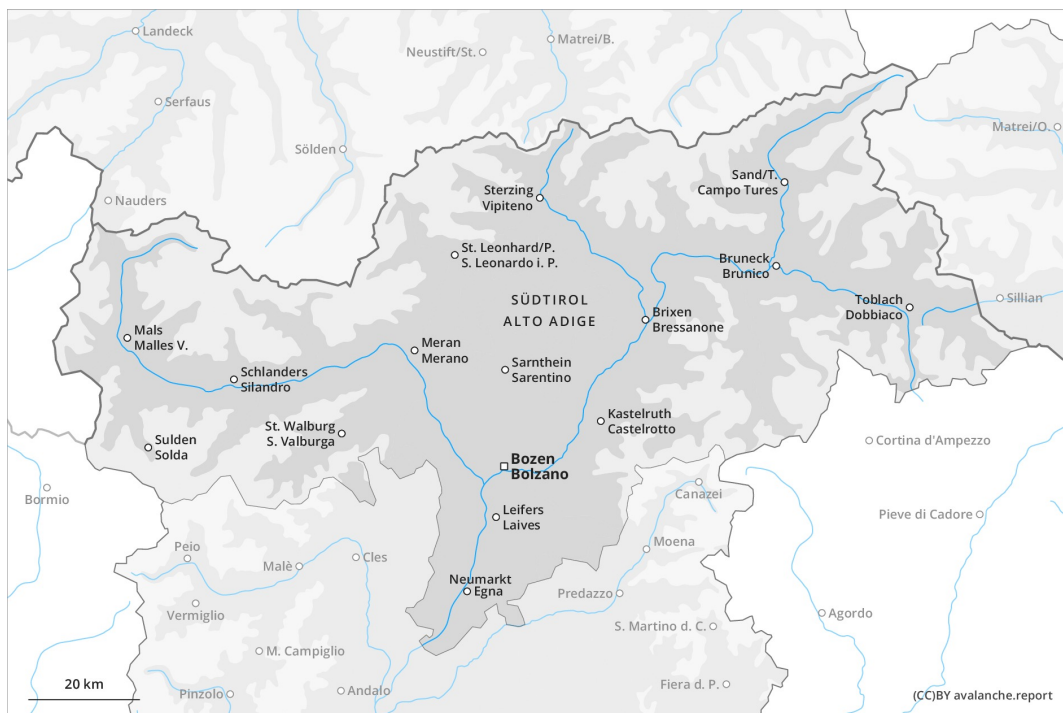 Landeck
Matrei/B.
Neustift/St.
Serfaus
Matrei/O.
Sölden
Sand/T.
Campo Tures
Sterzing
Vipiteno
Nauders
St. Leonhard/P.
S. Leonardo i. P.
Bruneck
Brunico
SÜDTIROL
ALTO ADIGE
Toblach
Dobbiaco
Sillian
Brixen
Bressanone
Mals
Malles V.
Meran
Merano
Sarnthein
Sarentino
Schlanders
Silandro
Kastelruth
Castelrotto
St. Walburg
S. Valburga
Sulden
Solda
Cortina d'Ampezzo
Bozen
Bolzano
Bormio
Canazei
Leifers
Laives
Pieve di Cadore
Moena
Peio
Cles
Malè
Neumarkt
Egna
Predazzo
Vermiglio
Agordo
S. Martino d. C.
M. Campiglio
20 km
Pinzolo
Andalo
Fiera d. P.
(CC)BY avalanche.report